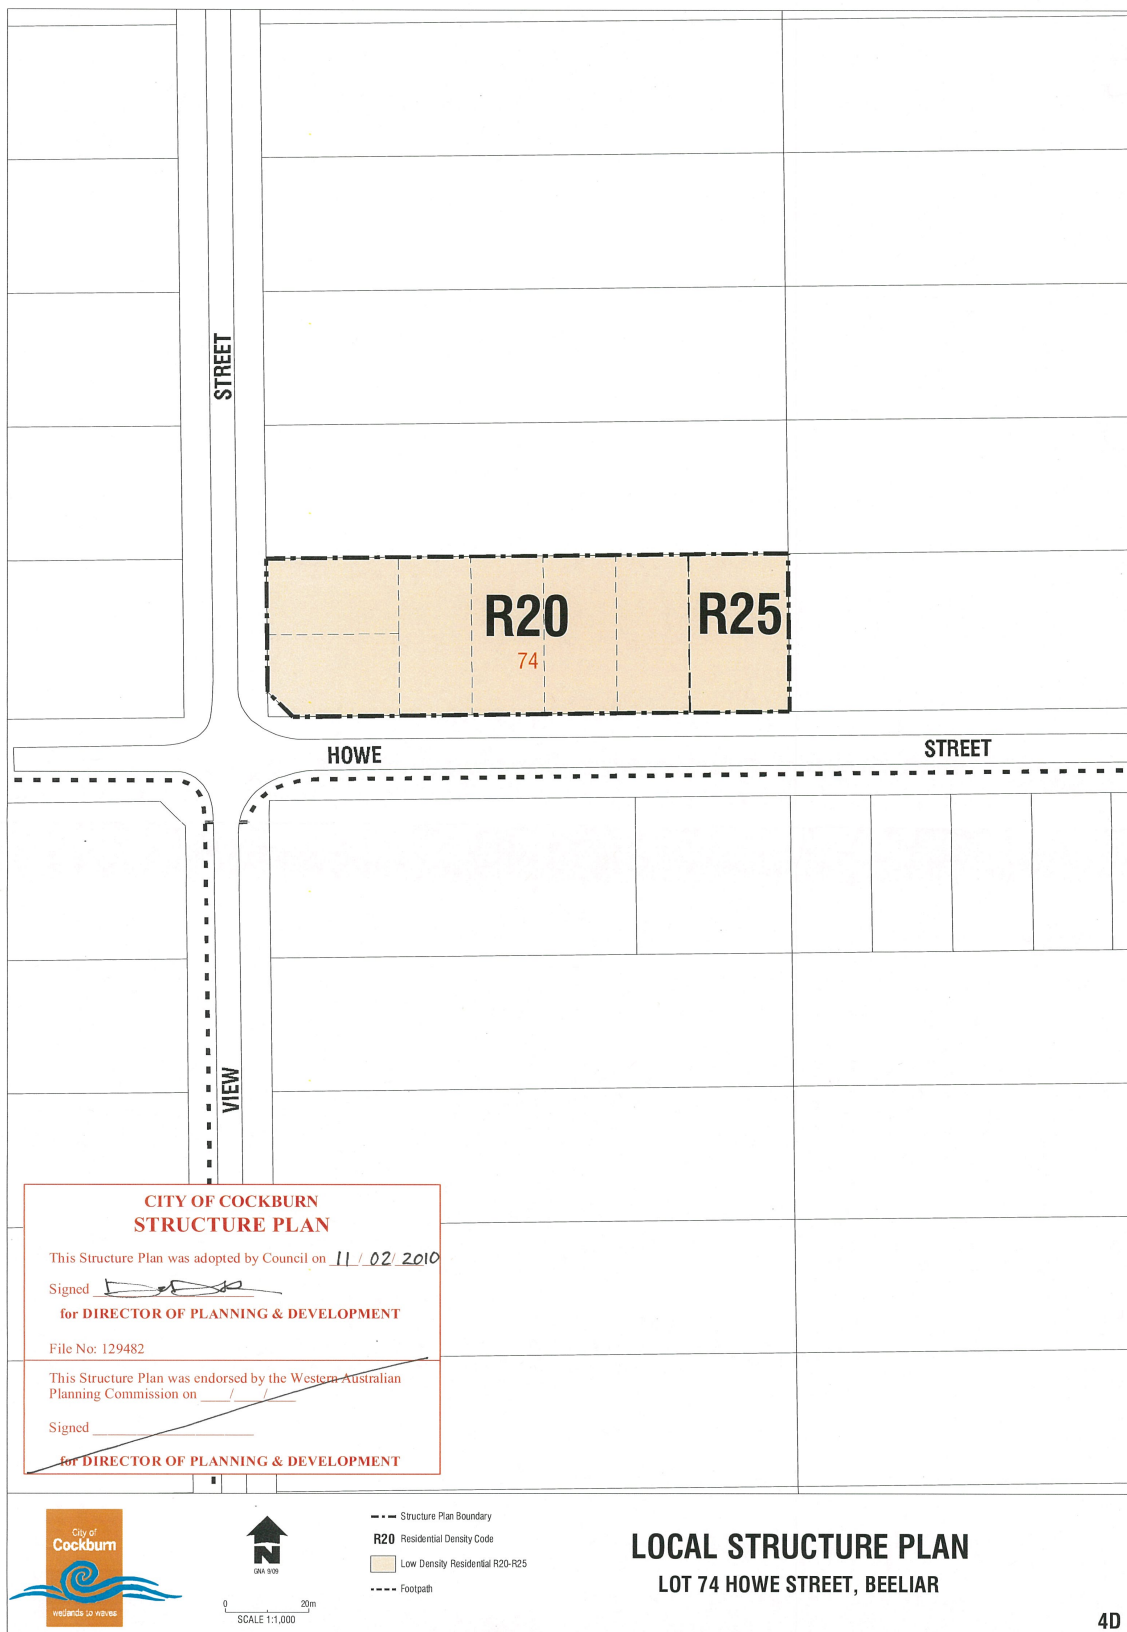 STREET
R20
R25
74
HOWE
STREET
VIEW
CITY OF COCKBURN
STRUCTURE PLAN
This Structure Plan was adopted by Council on 11 / 02 / 2010
Signed
for DIRECTOR OF PLANNING & DEVELOPMENT
File No: 129482
This Structure Plan was endorsed by the Western Australian
Planning Commission on ____/____/____
Signed
for DIRECTOR OF PLANNING & DEVELOPMENT
City of
Cockburn
wetlands to waves
N
GNA 9/09
0 20m
SCALE 1:1,000
Structure Plan Boundary
R20 Residential Density Code
Low Density Residential R20-R25
Footpath
LOCAL STRUCTURE PLAN
LOT 74 HOWE STREET, BEELIAR
4D